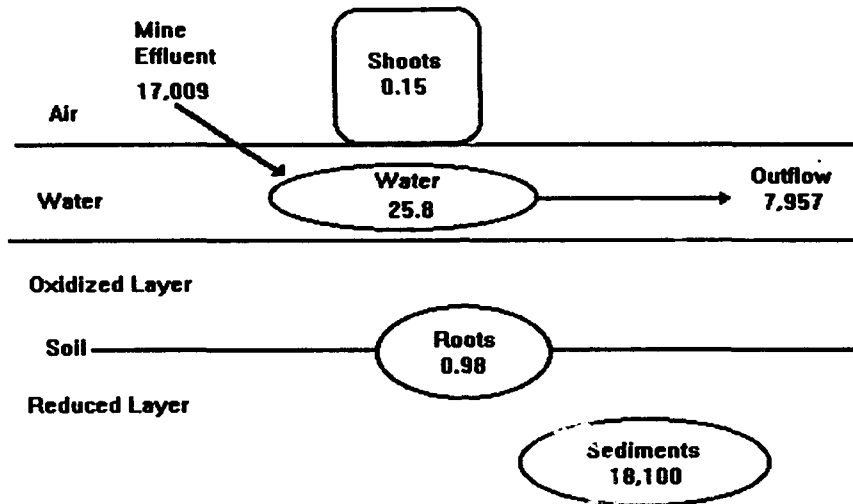 Mine
Effluent
17,009
Shoots
0.15
Air
Water
Water
25.8
Outflow
7,957
Oxidized Layer
Soil
Roots
0.98
Reduced Layer
Sediments
18,100